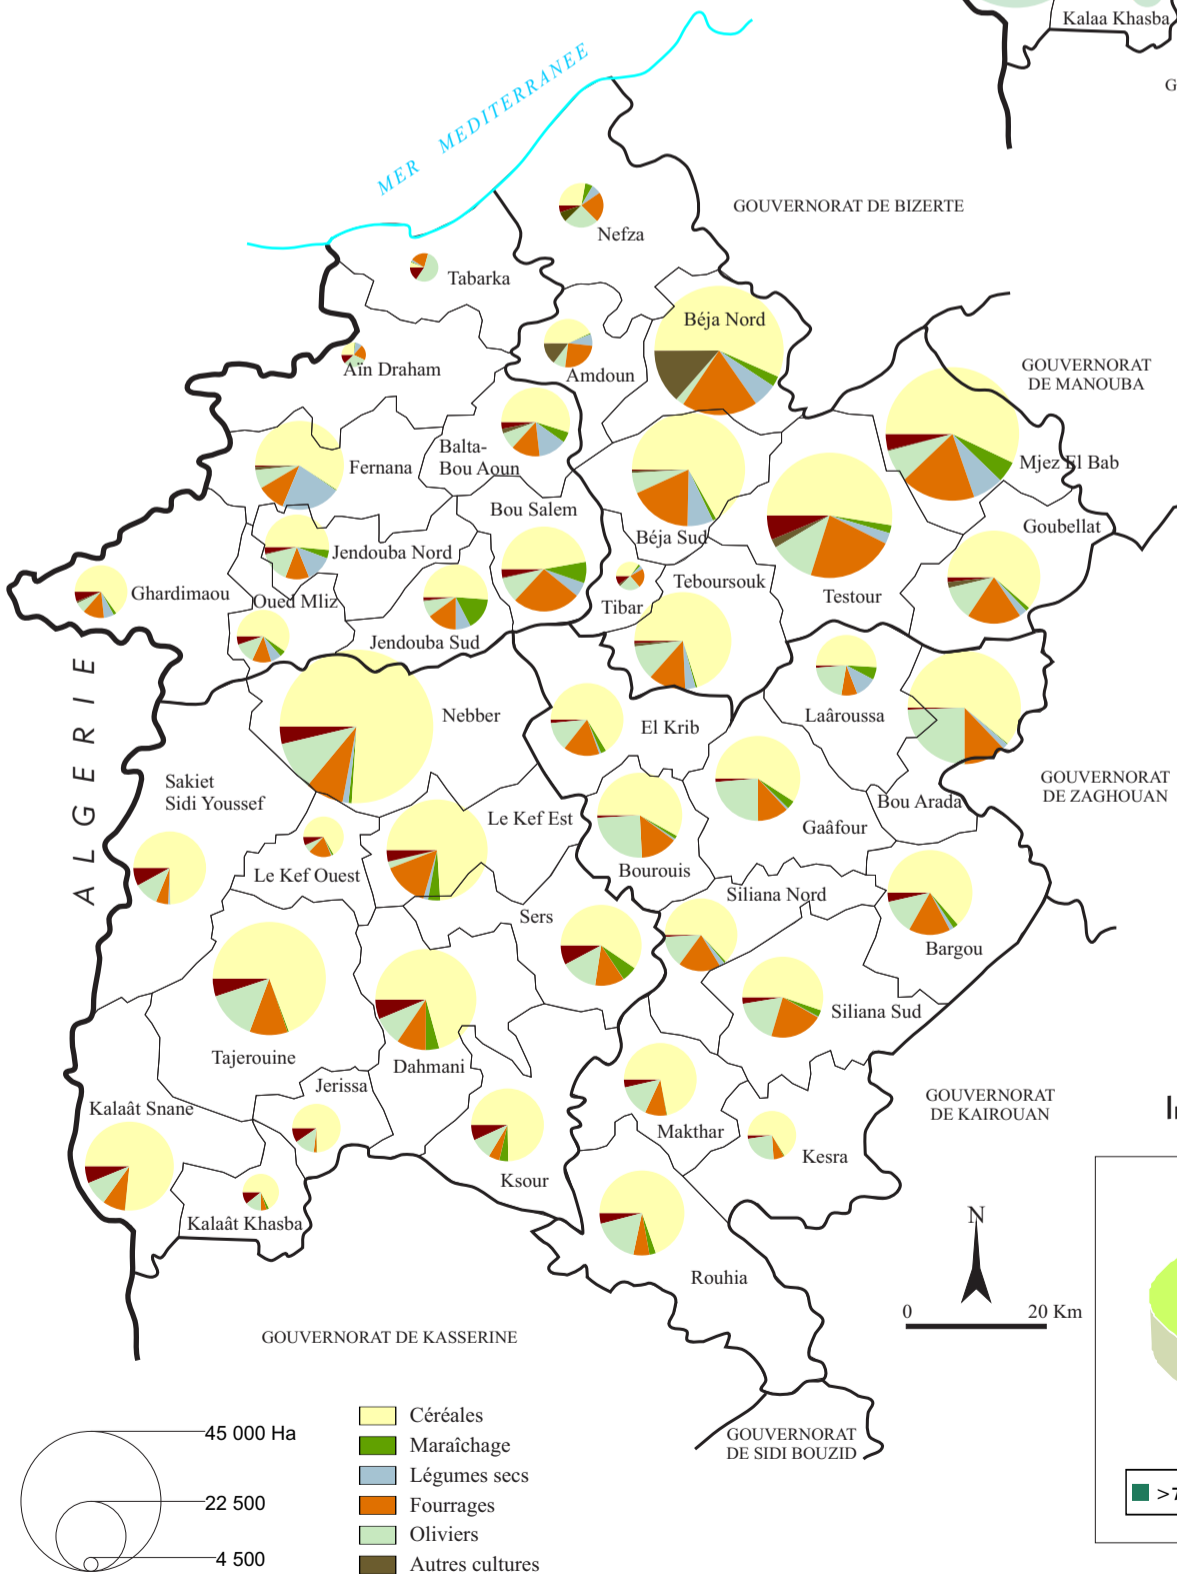 Kalaa Khasba
G
MER MEDITERRANEE
GOUVERNORAT DE BIZERTE
Nefza
Tabarka
Béja Nord
Aïn Draham
Amdoun
GOUVERNORAT
DE MANOUBA
Balta-
Bou Aoun
Fernana
Mjez El Bab
Bou Salem
Béja Sud
Goubellat
Jendouba Nord
Ghardimaou
Oued Mliz
Teboursouk
Tibar
Testour
Jendouba Sud
ALGERIE
Nebber
El Krib
Laâroussa
Sakiet
Sidi Youssef
GOUVERNORAT
DE ZAGHOUAN
Bou Arada
Le Kef Est
Gaâfour
Le Kef Ouest
Bourouis
Siliana Nord
Sers
Bargou
Siliana Sud
Tajerouine
Dahmani
Jerissa
Kalaât Snane
GOUVERNORAT
DE KAIROUAN
Makthar
Kesra
Ksour
Kalaât Khasba
Rouhia
N
0 20 Km
GOUVERNORAT DE KASSERINE
GOUVERNORAT
DE SIDI BOUZID
45 000 Ha
22 500
4 500
Céréales
Maraîchage
Légumes secs
Fourrages
Oliviers
Autres cultures
I
>7